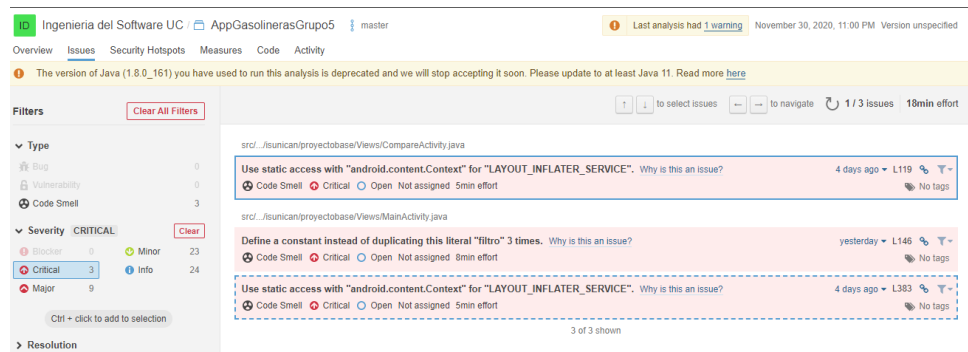 ID Ingenieria del Software UC / AppGasolinerasGrupo5 master Last analysis had 1 warning November 30, 2020, 11:00 PM Version unspecified
Overview Issues Security Hotspots Measures Code Activity
The version of Java (1.8.0_161) you have used to run this analysis is deprecated and we will stop accepting it soon. Please update to at least Java 11. Read more here
Filters Clear All Filters
↑ ↓ to select issues ← → to navigate 1 / 3 issues 18min effort
Type
Bug 0
Vulnerability 0
Code Smell 3
Severity CRITICAL Clear
Blocker 0 Minor 23
Critical 3 Info 24
Major 9
Ctrl + click to add to selection
Resolution
src/.../isunican/proyectobase/Views/CompareActivity.java
Use static access with "android.content.Context" for "LAYOUT_INFLATER_SERVICE". Why is this an issue? 4 days ago L119
Code Smell Critical Open Not assigned 5min effort No tags
src/.../isunican/proyectobase/Views/MainActivity.java
Define a constant instead of duplicating this literal "filtro" 3 times. Why is this an issue? yesterday L146
Code Smell Critical Open Not assigned 8min effort No tags
Use static access with "android.content.Context" for "LAYOUT_INFLATER_SERVICE". Why is this an issue? 4 days ago L383
Code Smell Critical Open Not assigned 5min effort No tags
3 of 3 shown